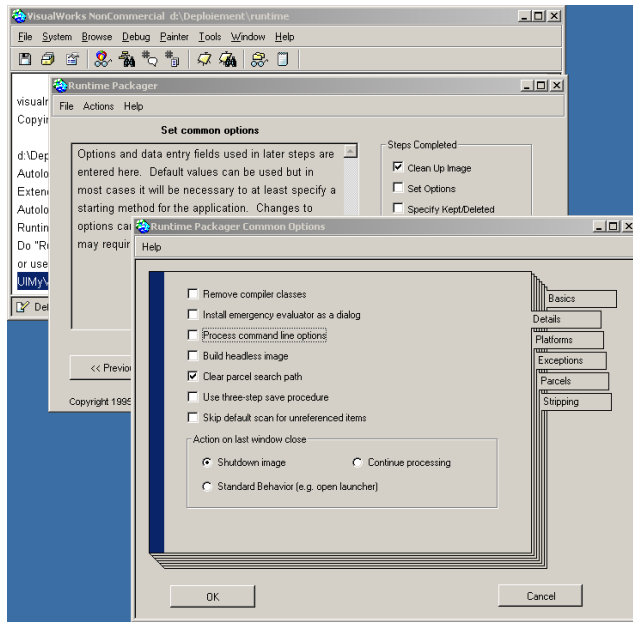 VisualWorks NonCommercial d:\Deploiement\runtime
File System Browse Debug Painter Tools Window Help
Runtime Packager
File Actions Help
visualr
Copyir
d:\Dep
Autolo
Exten
Autolo
Runtin
Do "R
or use
UIMyV
Det
Set common options
Options and data entry fields used in later steps are
entered here. Default values can be used but in
most cases it will be necessary to at least specify a
starting method for the application. Changes to
options ca
may requir
Steps Completed
Clean Up Image
Set Options
Specify Kept/Deleted
<< Previo
Copyright 1995
Runtime Packager Common Options
Help
Remove compiler classes
Install emergency evaluator as a dialog
Process command line options
Build headless image
Clear parcel search path
Use three-step save procedure
Skip default scan for unreferenced items
Action on last window close
Shutdown image Continue processing
Standard Behavior (e.g. open launcher)
Basics
Details
Platforms
Exceptions
Parcels
Stripping
OK Cancel